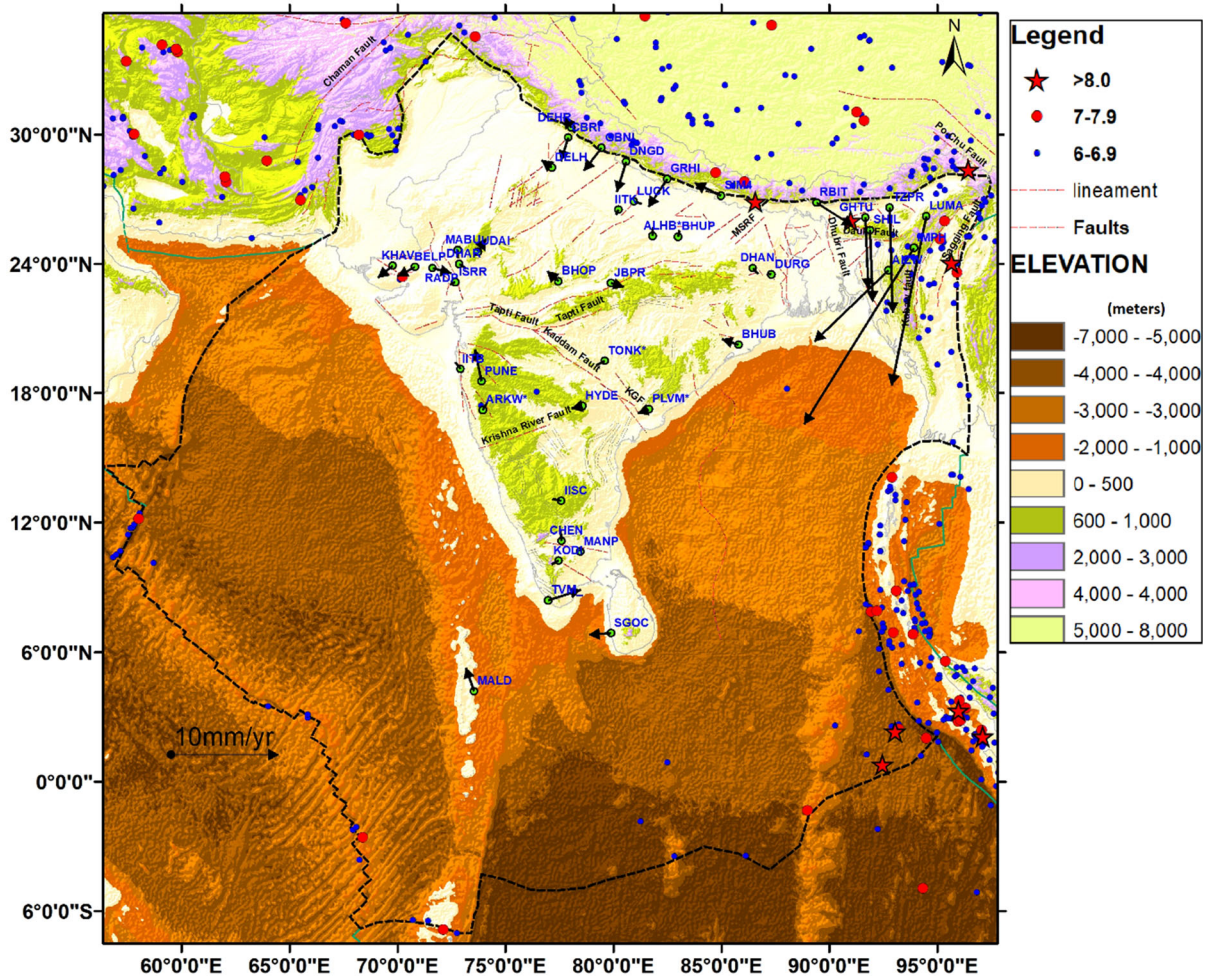 N
Legend
>8.0
7-7.9
6-6.9
lineament
Faults
ELEVATION
(meters)
-7,000 - -5,000
-4,000 - -4,000
-3,000 - -3,000
-2,000 - -1,000
0 - 500
600 - 1,000
2,000 - 3,000
4,000 - 4,000
5,000 - 8,000
Chaman Fault
Po Chu Fault
30°0'0"N
24°0'0"N
18°0'0"N
12°0'0"N
6°0'0"N
0°0'0"
6°0'0"S
DEHR
CBRI
GBNL
DELH
DNGD
GRHI
SIM4
IITK
LUCK
RBIT
TZPR
LUMA
GHTU
SHIL
ALHB*
BHUP
MSRF
Dhubri Fault
Dauki Fault
Sagging Fault
MABU
UDAI
KHAV
BELP
DHAR
ISRR
RADP
BHOP
JBPR
DHAN
DURG
Tapti Fault
Tapti Fault
Kaddam Fault
BHUB
TONK*
IITB
PUNE
ARKW*
HYDE
KGF
PLVM*
Krishna River Fault
IISC
CHEN
MANP
KODI
SGOC
MALD
10mm/yr
60°0'0"E
65°0'0"E
70°0'0"E
75°0'0"E
80°0'0"E
85°0'0"E
90°0'0"E
95°0'0"E